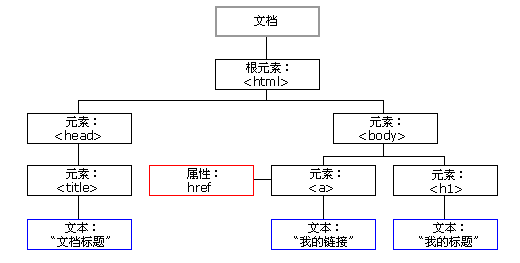 文档
根元素：
<html>
元素：
<head>
元素：
<body>
元素：
<title>
属性：
href
元素：
<a>
元素：
<h1>
文本：
“文档标题”
文本：
“我的链接”
文本：
“我的标题”